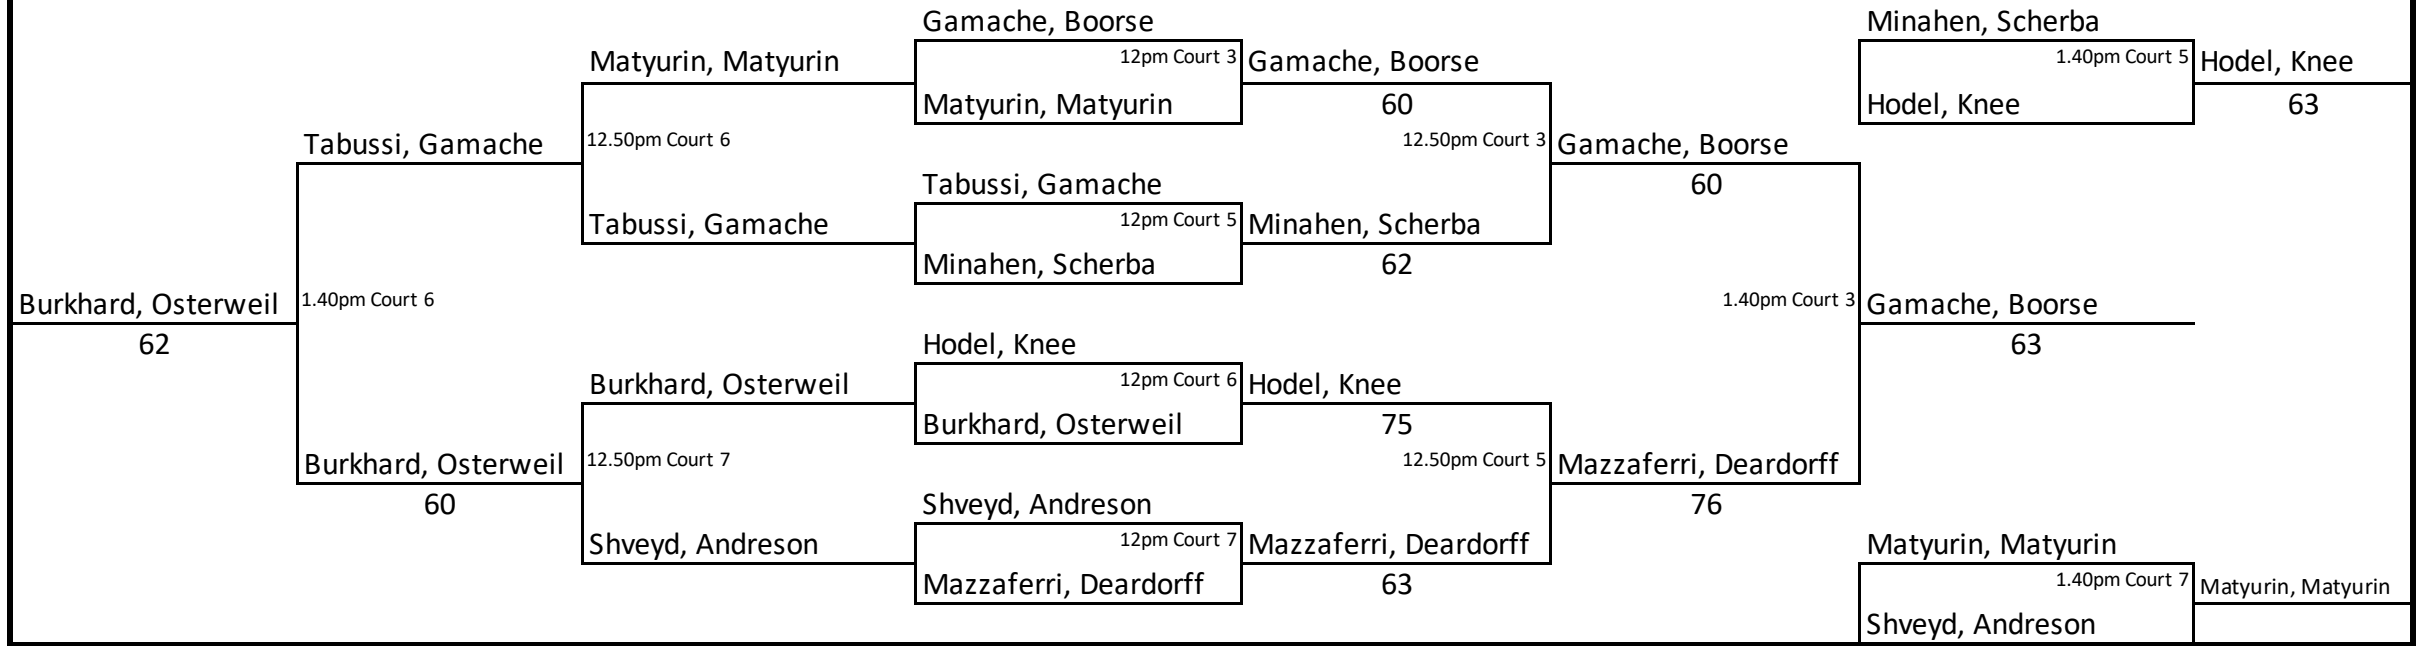 Gamache, Boorse
Minahen, Scherba
Matyurin, Matyurin
12pm Court 3
Gamache, Boorse
1.40pm Court 5
Hodel, Knee
Matyurin, Matyurin
60
Hodel, Knee
63
Tabussi, Gamache
12.50pm Court 6
12.50pm Court 3
Gamache, Boorse
Tabussi, Gamache
60
Tabussi, Gamache
12pm Court 5
Minahen, Scherba
Minahen, Scherba
62
Burkhard, Osterweil
1.40pm Court 6
1.40pm Court 3
Gamache, Boorse
62
Hodel, Knee
63
Burkhard, Osterweil
12pm Court 6
Hodel, Knee
Burkhard, Osterweil
75
Burkhard, Osterweil
12.50pm Court 7
12.50pm Court 5
Mazzaferri, Deardorff
60
Shveyd, Andreson
76
Shveyd, Andreson
12pm Court 7
Mazzaferri, Deardorff
Matyurin, Matyurin
Mazzaferri, Deardorff
63
1.40pm Court 7
Matyurin, Matyurin
Shveyd, Andreson